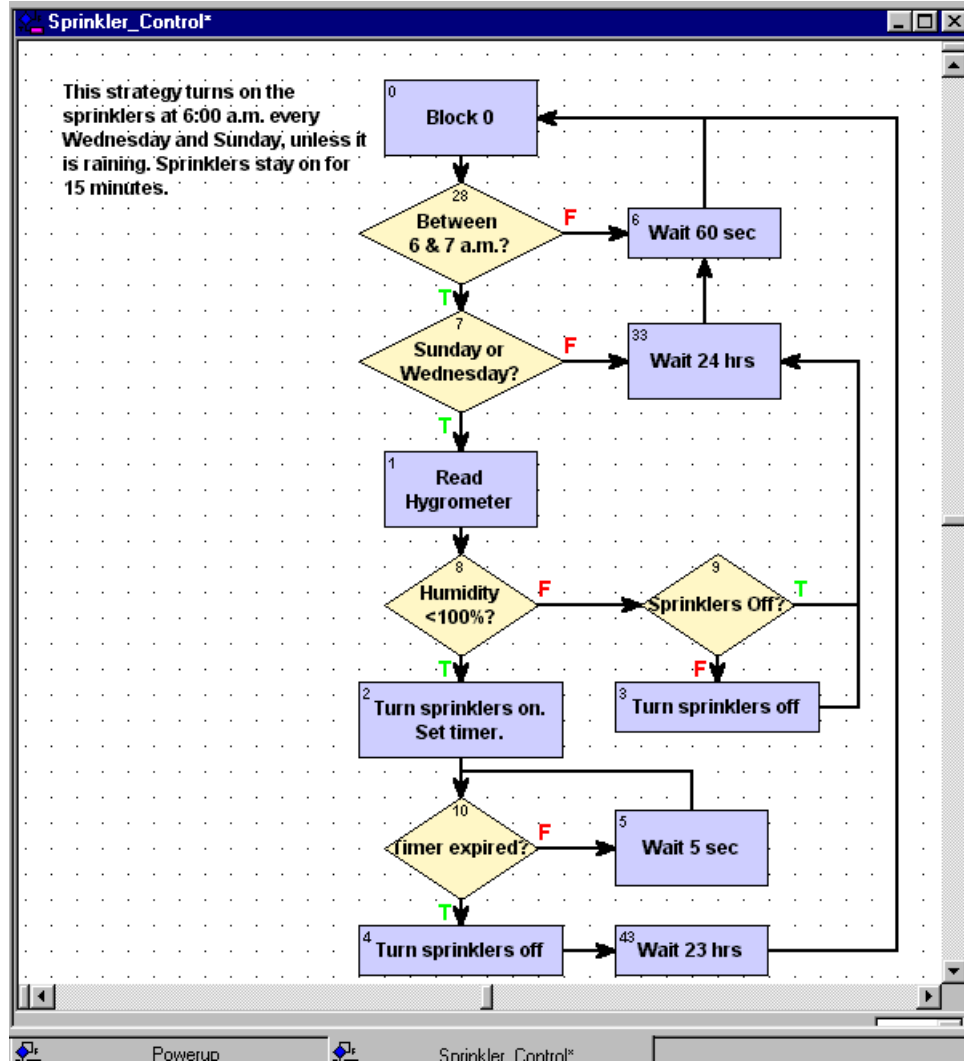 Sprinkler_Control*
This strategy turns on the
sprinklers at 6:00 a.m. every
Wednesday and Sunday, unless it
is raining. Sprinklers stay on for
15 minutes.
0
Block 0
28
Between
6 & 7 a.m.?
F
6
Wait 60 sec
T
7
Sunday or
Wednesday?
F
33
Wait 24 hrs
T
1
Read
Hygrometer
8
Humidity
<100%?
F
9
Sprinklers Off?
T
T
F
2
Turn sprinklers on.
Set timer.
3
Turn sprinklers off
10
Timer expired?
F
5
Wait 5 sec
T
4
Turn sprinklers off
43
Wait 23 hrs
Powerup
Sprinkler_Control*